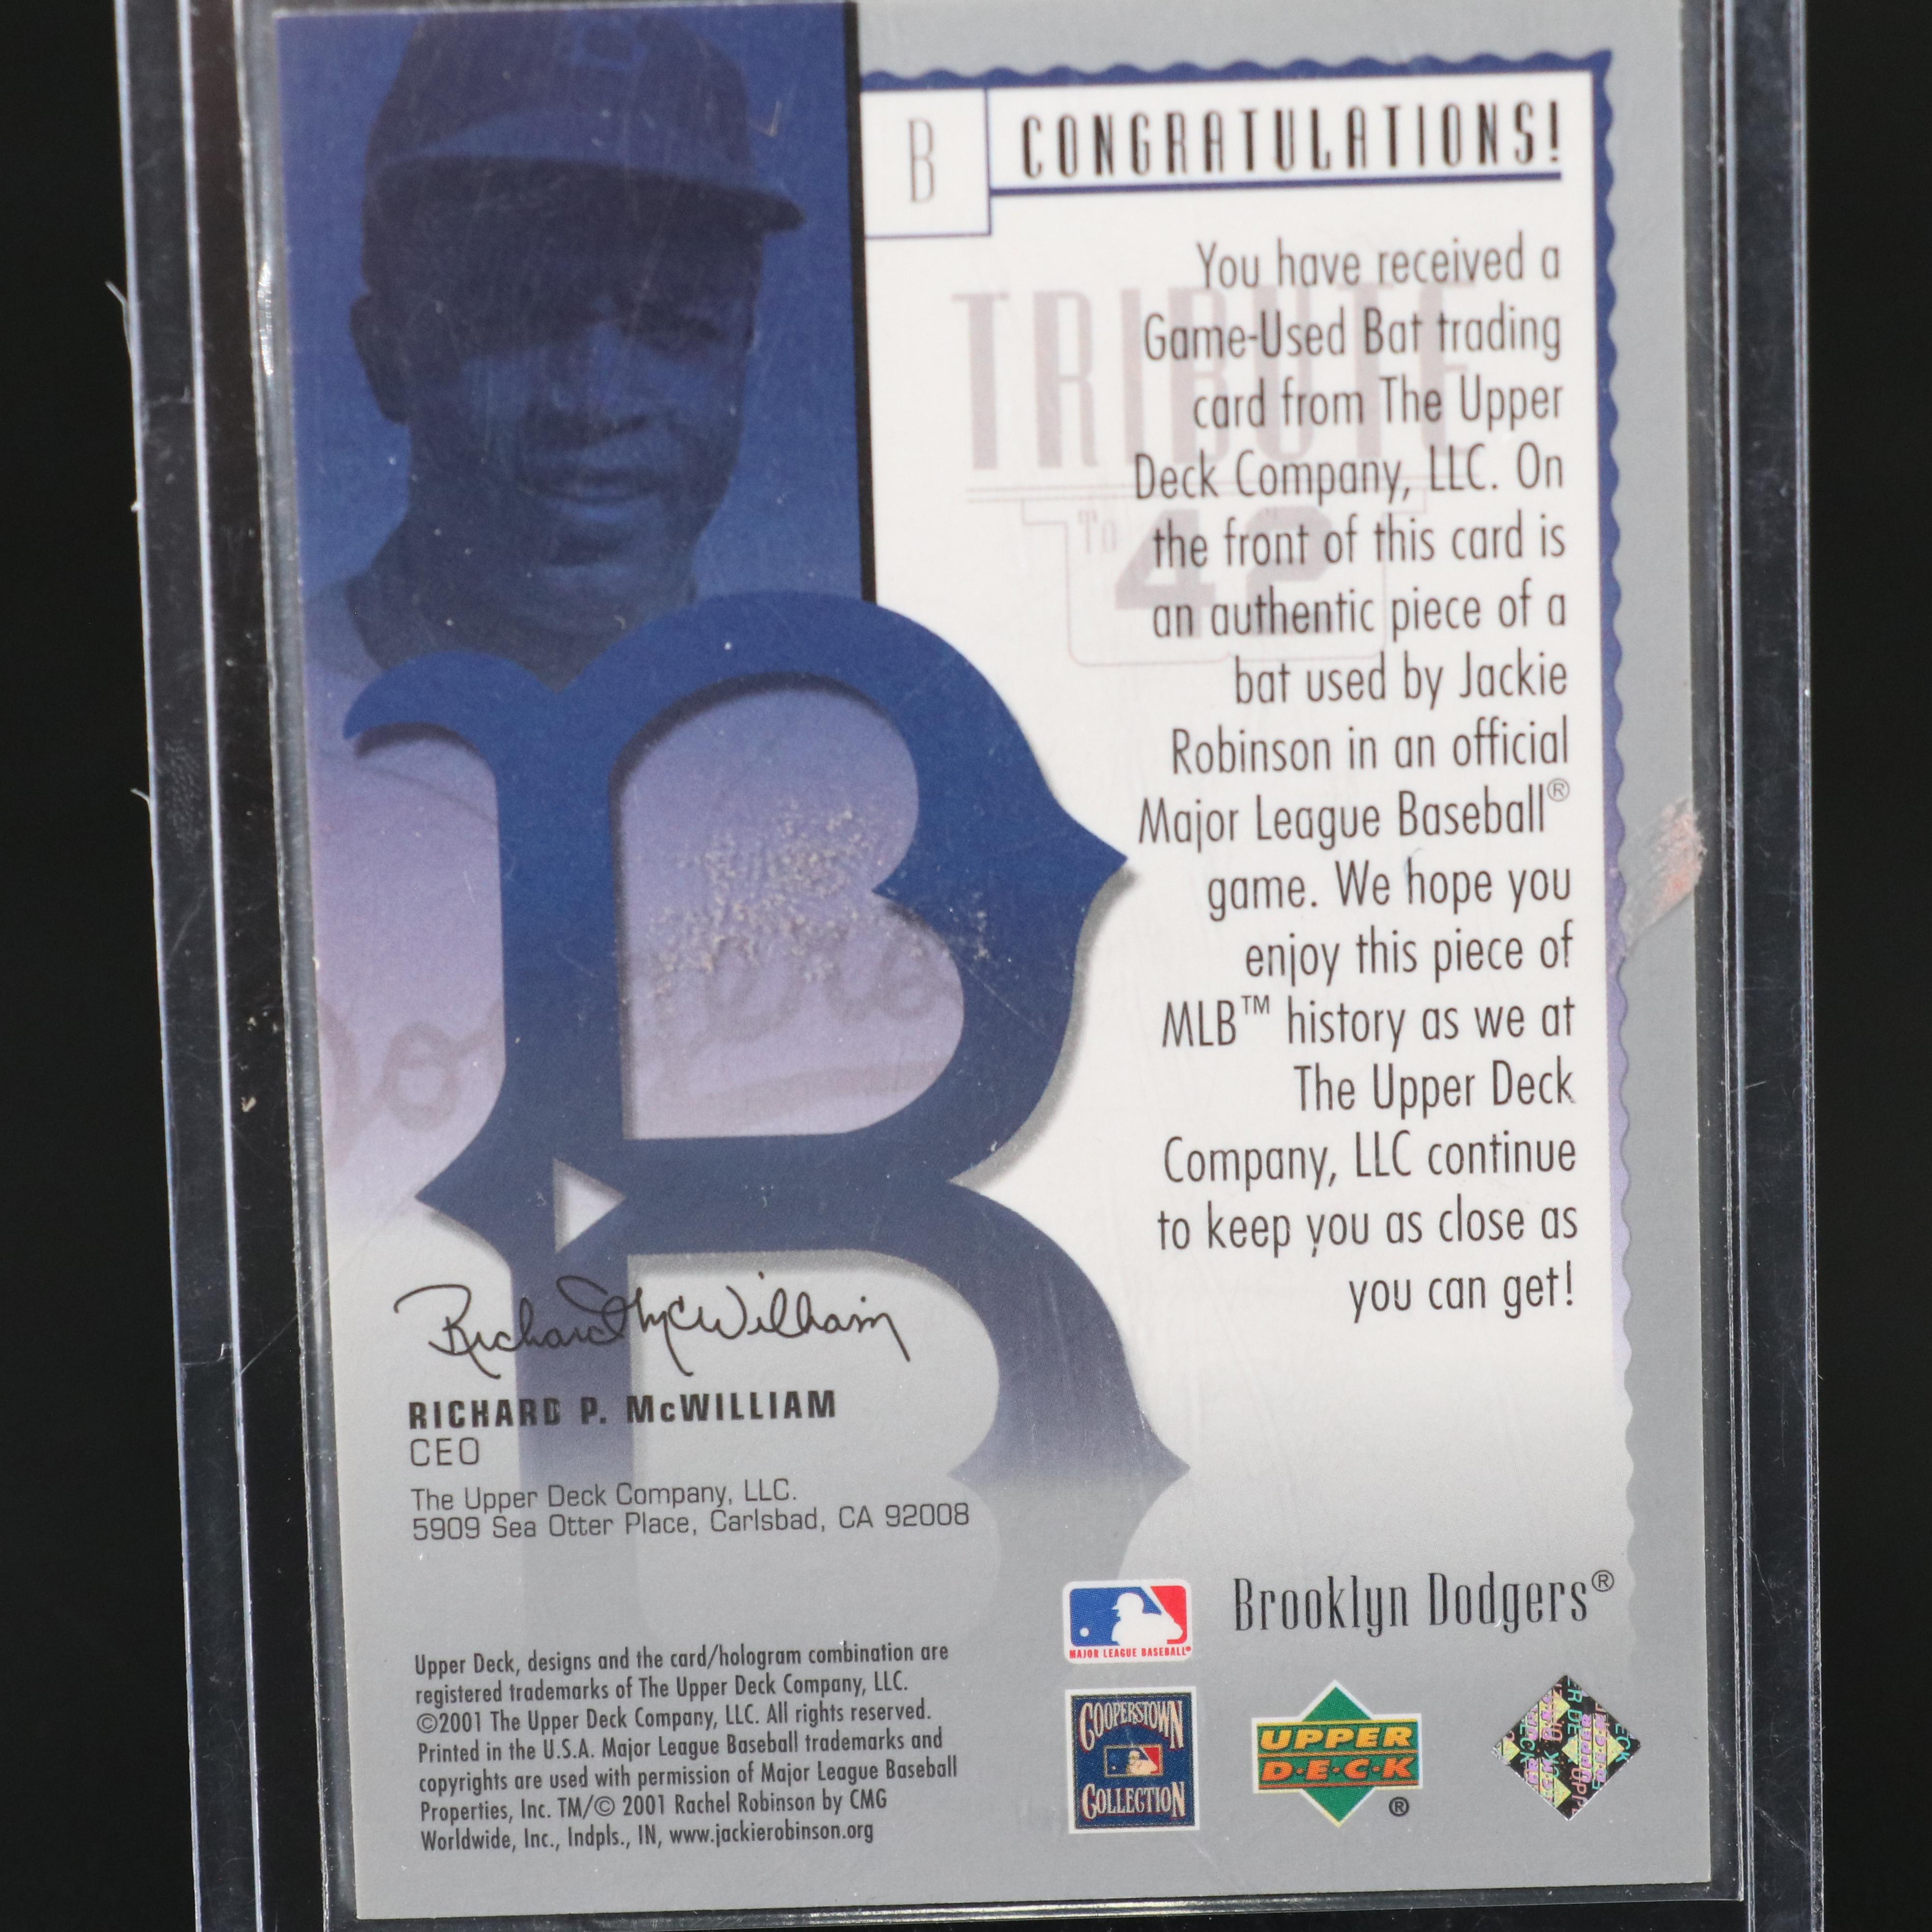 B
CONGRATULATIONS!
You have received a
Game-Used Bat trading
card from The Upper
Deck Company, LLC. On
the front of this card is
an authentic piece of a
bat used by Jackie
Robinson in an official
Major League Baseball®
game. We hope you
enjoy this piece of
MLB™ history as we at
The Upper Deck
Company, LLC continue
to keep you as close as
you can get!
TRIBUTE
To
42
Dodgers
B
Richard McWilliam
RICHARD P. McWILLIAM
CEO
The Upper Deck Company, LLC.
5909 Sea Otter Place, Carlsbad, CA 92008
Brooklyn Dodgers®
MAJOR LEAGUE BASEBALL®
COOPERSTOWN
COLLECTION
UPPER
D·E·C·K
®
Upper Deck, designs and the card/hologram combination are
registered trademarks of The Upper Deck Company, LLC.
©2001 The Upper Deck Company, LLC. All rights reserved.
Printed in the U.S.A. Major League Baseball trademarks and
copyrights are used with permission of Major League Baseball
Properties, Inc. TM/© 2001 Rachel Robinson by CMG
Worldwide, Inc., Indpls., IN, www.jackierobinson.org